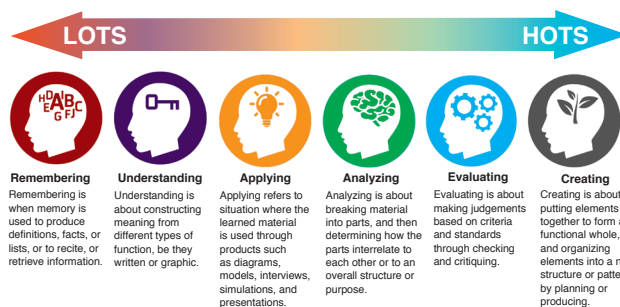 LOTS
HOTS
Remembering
Remembering is
when memory is
used to produce
definitions, facts, or
lists, or to recite, or
retrieve information.
Understanding
Understanding is
about constructing
meaning from
different types of
function, be they
written or graphic.
Applying
Applying refers to
situation where the
learned material
is used through
products such
as diagrams,
models, interviews,
simulations, and
presentations.
Analyzing
Analyzing is about
breaking material
into parts, and then
determining how the
parts interrelate to
each other or to an
overall structure or
purpose.
Evaluating
Evaluating is about
making judgements
based on criteria
and standards
through checking
and critiquing.
Creating
Creating is about
putting elements
together to form a
functional whole,
and organizing
elements into a
structure or
by planning or
producing.